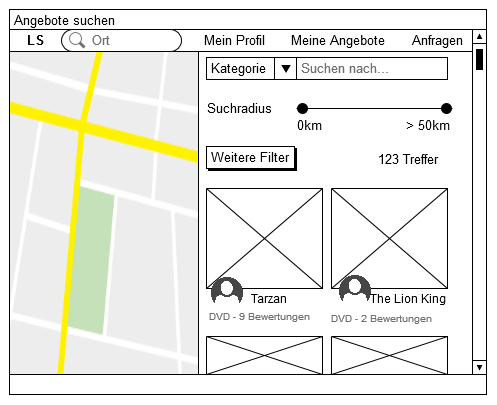 Angebote suchen
LS Ort Mein Profil Meine Angebote Anfragen
Kategorie Suchen nach...
Suchradius
0km > 50km
Weitere Filter 123 Treffer
Tarzan The Lion King
DVD - 9 Bewertungen DVD - 2 Bewertungen